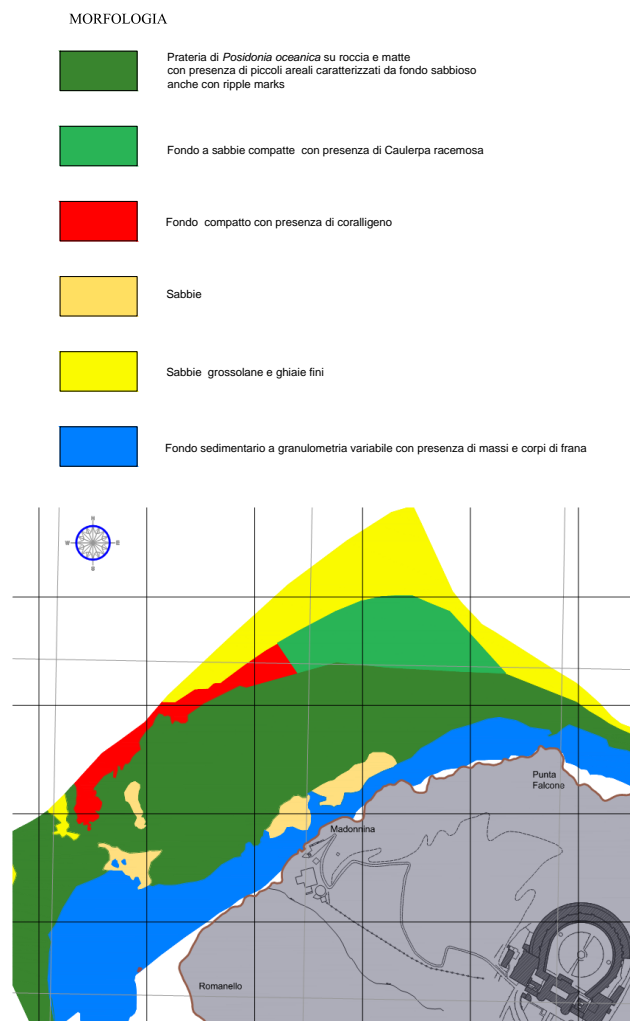 MORFOLOGIA
Prateria di Posidonia oceanica su roccia e matte
con presenza di piccoli areali caratterizzati da fondo sabbioso
anche con ripple marks
Fondo a sabbie compatte con presenza di Caulerpa racemosa
Fondo compatto con presenza di coralligeno
Sabbie
Sabbie grossolane e ghiaie fini
Fondo sedimentario a granulometria variabile con presenza di massi e corpi di frana
N
W E
S
Punta
Falcone
Madonnina
Romanello